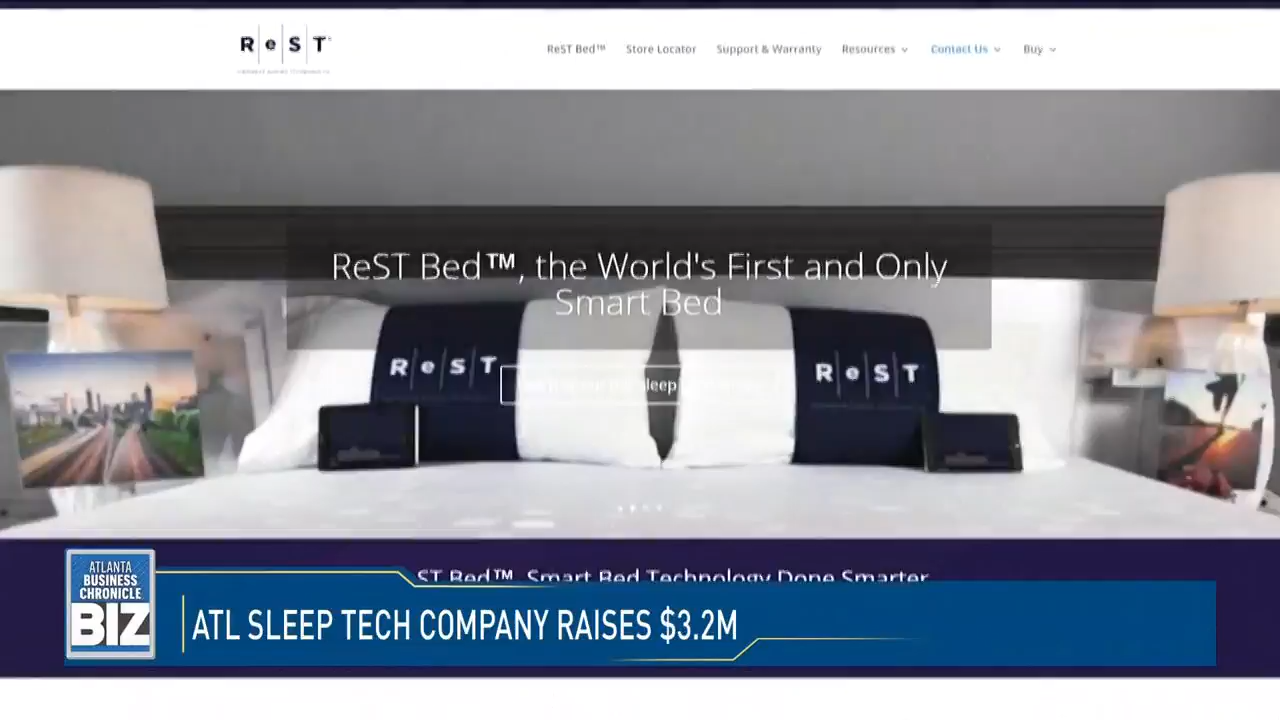 ReST
ReST Bed™
Store Locator
Support & Warranty
Resources
Contact Us
Buy
ReST Bed™, the World's First and Only
Smart Bed
ReST
ReST
sleep
ST Bed™, Smart Bed Technology Done Smarter
ATLANTA
BUSINESS
CHRONICLE
BIZ
ATL SLEEP TECH COMPANY RAISES $3.2M